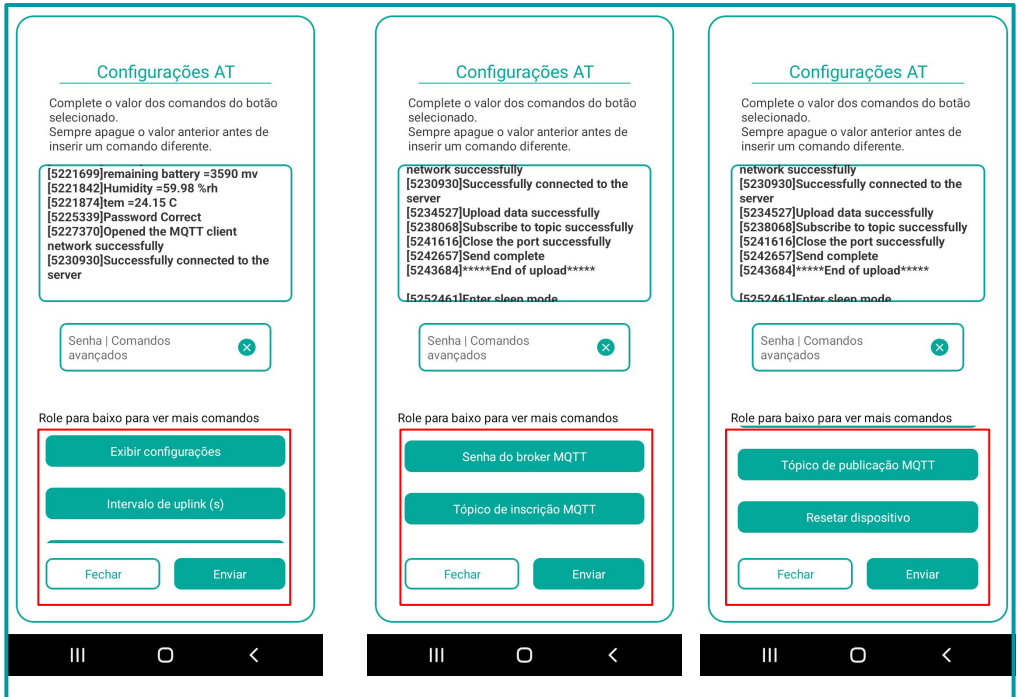 Configurações AT
Complete o valor dos comandos do botão
selecionado.
Sempre apague o valor anterior antes de
inserir um comando diferente.
[5221699]remaining battery =3590 mv
[5221842]Humidity =59.98 %rh
[5221874]tem =24.15 C
[5225339]Password Correct
[5227370]Opened the MQTT client
network successfully
[5230930]Successfully connected to the
server
Senha | Comandos
avançados
Role para baixo para ver mais comandos
Exibir configurações
Intervalo de uplink (s)
Fechar
Enviar
Configurações AT
Complete o valor dos comandos do botão
selecionado.
Sempre apague o valor anterior antes de
inserir um comando diferente.
network successfully
[5230930]Successfully connected to the
server
[5234527]Upload data successfully
[5238068]Subscribe to topic successfully
[5241616]Close the port successfully
[5242657]Send complete
[5243684]*****End of upload*****
[5252461]Enter sleep mode
Senha | Comandos
avançados
Role para baixo para ver mais comandos
Senha do broker MQTT
Tópico de inscrição MQTT
Fechar
Enviar
Configurações AT
Complete o valor dos comandos do botão
selecionado.
Sempre apague o valor anterior antes de
inserir um comando diferente.
network successfully
[5230930]Successfully connected to the
server
[5234527]Upload data successfully
[5238068]Subscribe to topic successfully
[5241616]Close the port successfully
[5242657]Send complete
[5243684]*****End of upload*****
[5252461]Enter sleep mode
Senha | Comandos
avançados
Role para baixo para ver mais comandos
Tópico de publicação MQTT
Resetar dispositivo
Fechar
Enviar